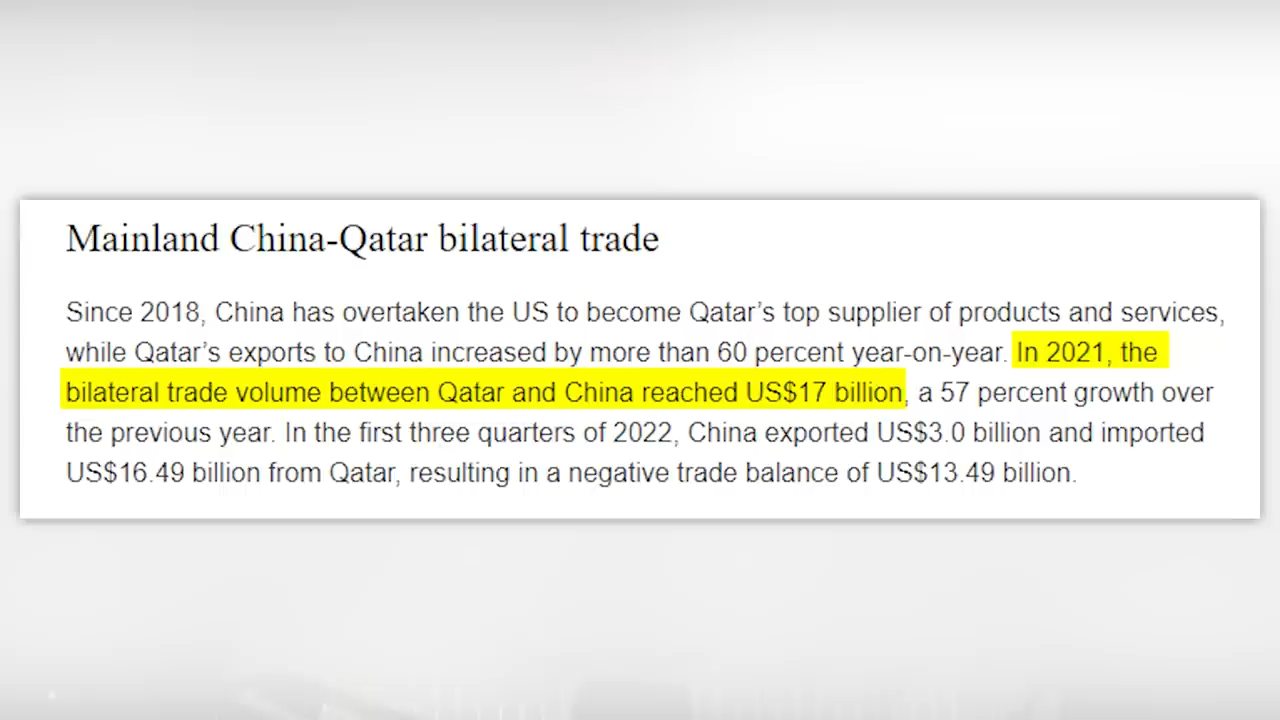 Mainland China-Qatar bilateral trade
Since 2018, China has overtaken the US to become Qatar’s top supplier of products and services,
while Qatar’s exports to China increased by more than 60 percent year-on-year. In 2021, the
bilateral trade volume between Qatar and China reached US$17 billion, a 57 percent growth over
the previous year. In the first three quarters of 2022, China exported US$3.0 billion and imported
US$16.49 billion from Qatar, resulting in a negative trade balance of US$13.49 billion.